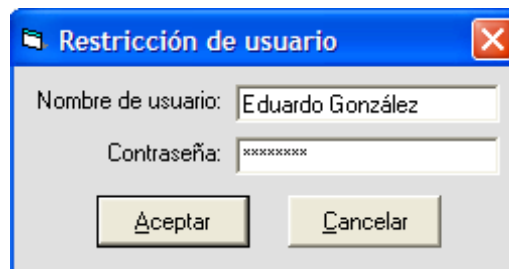 Restricción de usuario
Nombre de usuario: Eduardo González
Contraseña: ********
Aceptar Cancelar